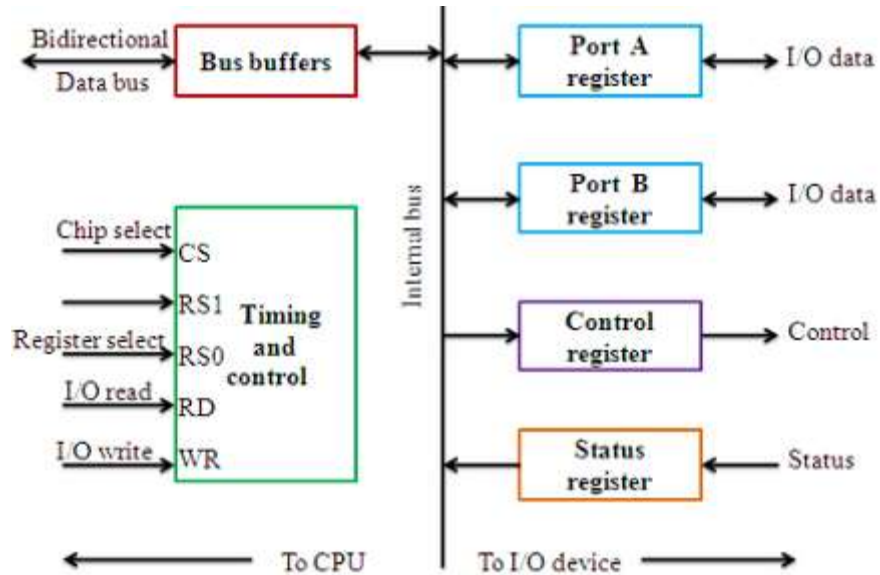 Bidirectional
Data bus
Bus buffers
Port A
register
I/O data
Port B
register
I/O data
Internal bus
Chip select
CS
RS1
Register select
RS0
I/O read
RD
I/O write
WR
Timing
and
control
Control
register
Control
Status
register
Status
To CPU
To I/O device